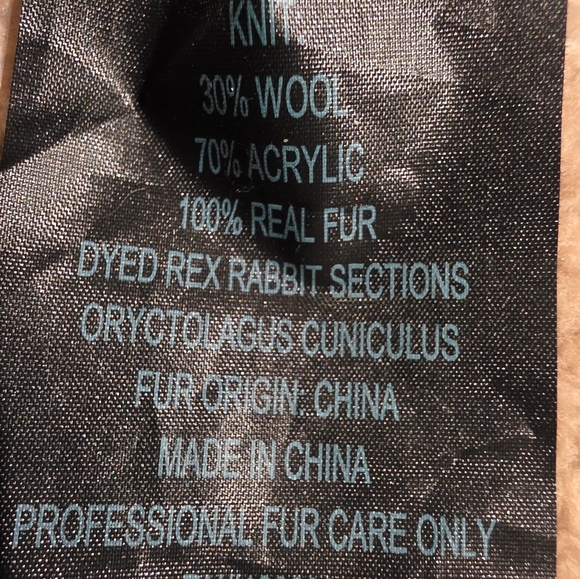 KNIT
30% WOOL
70% ACRYLIC
100% REAL FUR
DYED REX RABBIT SECTIONS
ORYCTOLAGUS CUNICULUS
FUR ORIGIN: CHINA
MADE IN CHINA
PROFESSIONAL FUR CARE ONLY